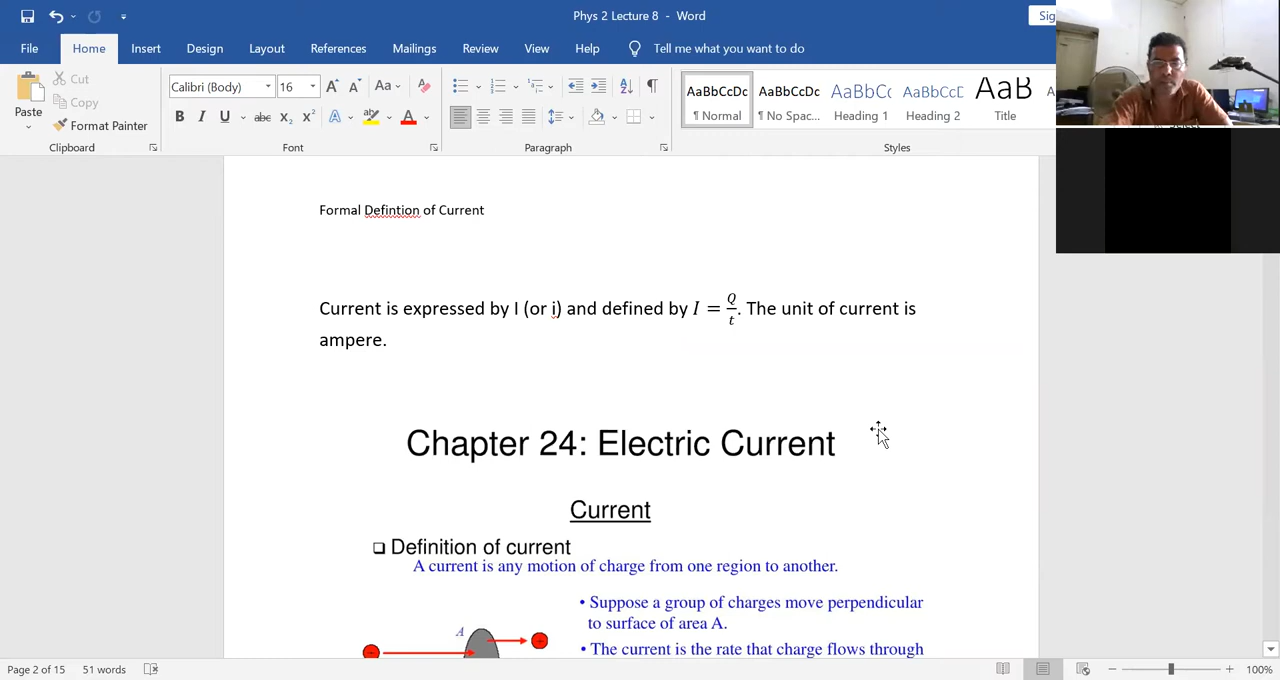 Phys 2 Lecture 8 - Word
Sig
File Home Insert Design Layout References Mailings Review View Help Tell me what you want to do
Paste
Cut
Copy
Format Painter
Calibri (Body) 16
Aa
B I U abc x₂ x² A A
AaBbCcDc AaBbCcDc AaBbCc AaBbCcD AaB A
¶ Normal ¶ No Spac... Heading 1 Heading 2 Title
Clipboard Font Paragraph Styles
Formal Defintion of Current
Current is expressed by I (or i) and defined by I = Q/t. The unit of current is
ampere.
Chapter 24: Electric Current
Current
❑ Definition of current
A current is any motion of charge from one region to another.
• Suppose a group of charges move perpendicular
to surface of area A.
• The current is the rate that charge flows through
A
Page 2 of 15 51 words
100%